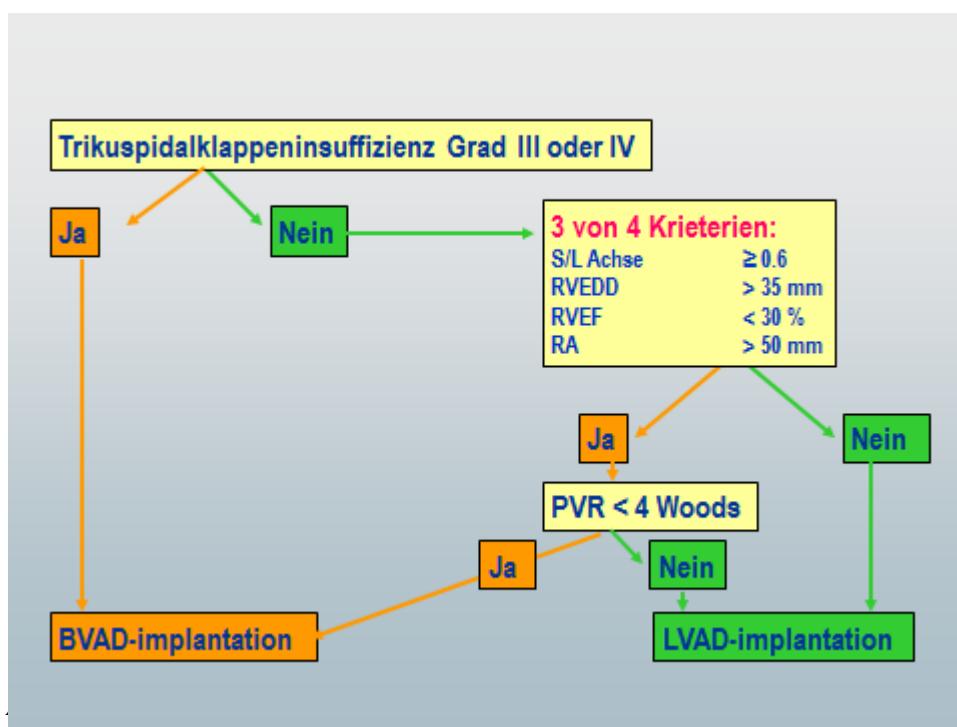 Trikuspidalklappeninsuffizienz Grad III oder IV
Ja
Nein
3 von 4 Krieterien:
S/L Achse ≥ 0.6
RVEDD > 35 mm
RVEF < 30 %
RA > 50 mm
Ja
Nein
PVR < 4 Woods
Ja
Nein
BVAD-implantation
LVAD-implantation